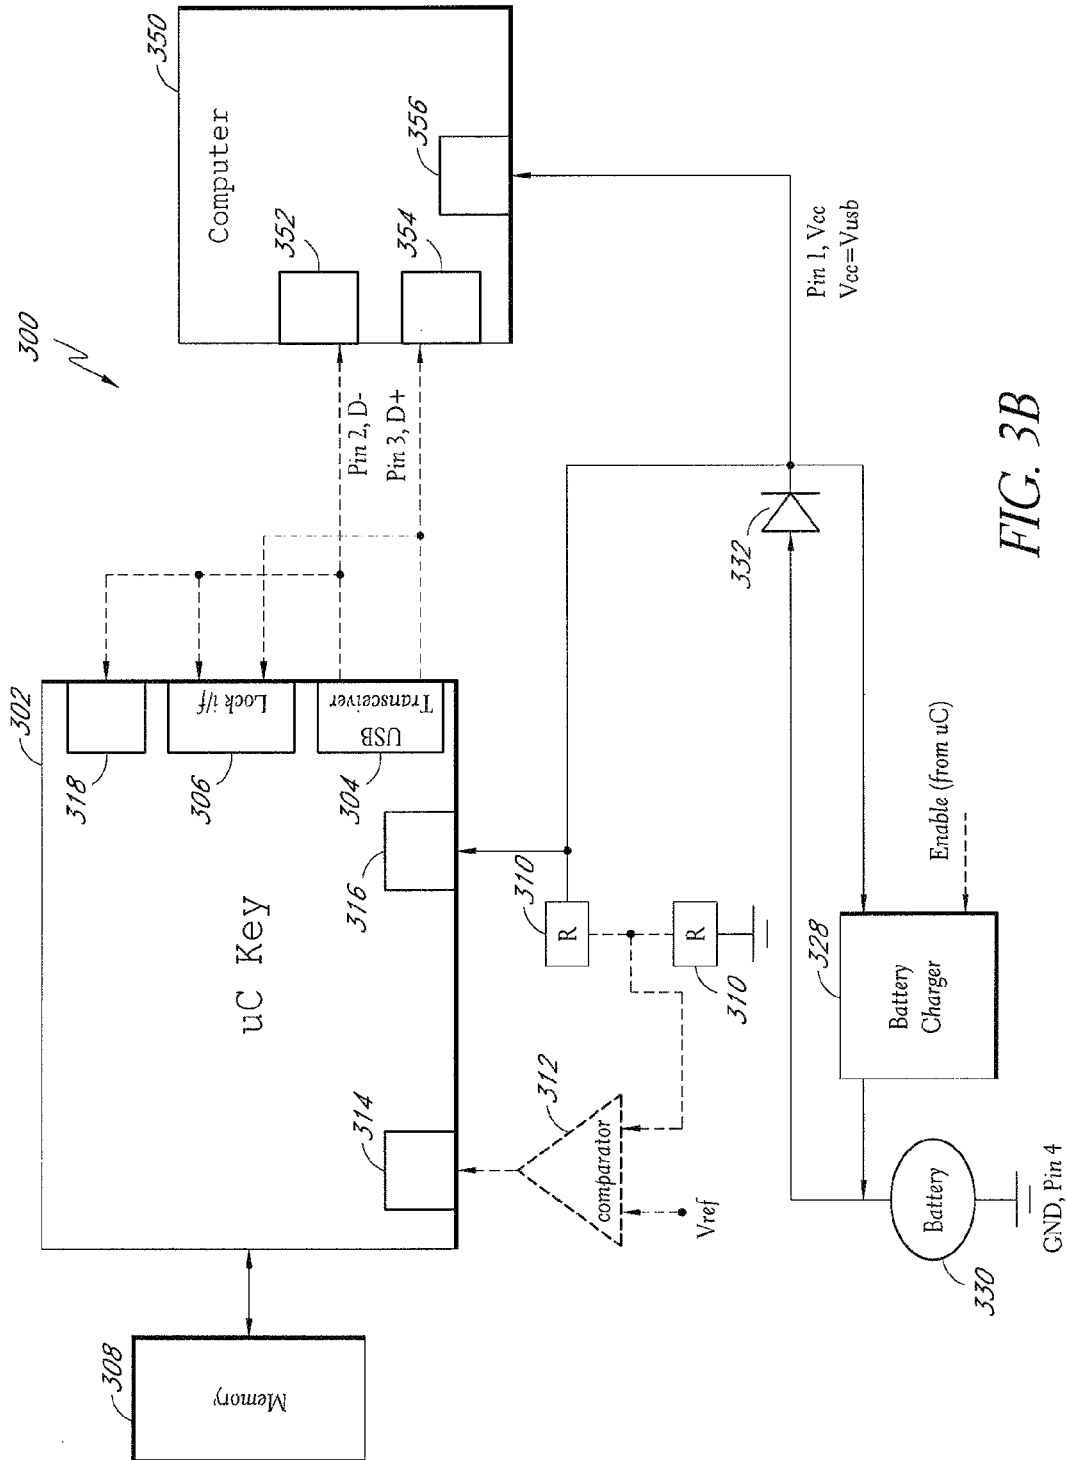 300
350
Computer
352
354
356
Pin 2, D-
Pin 3, D+
Pin 1, Vcc
Vcc=Vusb
302
318
306
Lock i/f
304
USB
Transceiver
316
uC Key
314
308
Memory
310
R
R
310
312
comparator
Vref
332
328
Battery
Charger
Enable (from uC)
Battery
330
GND, Pin 4
FIG. 3B